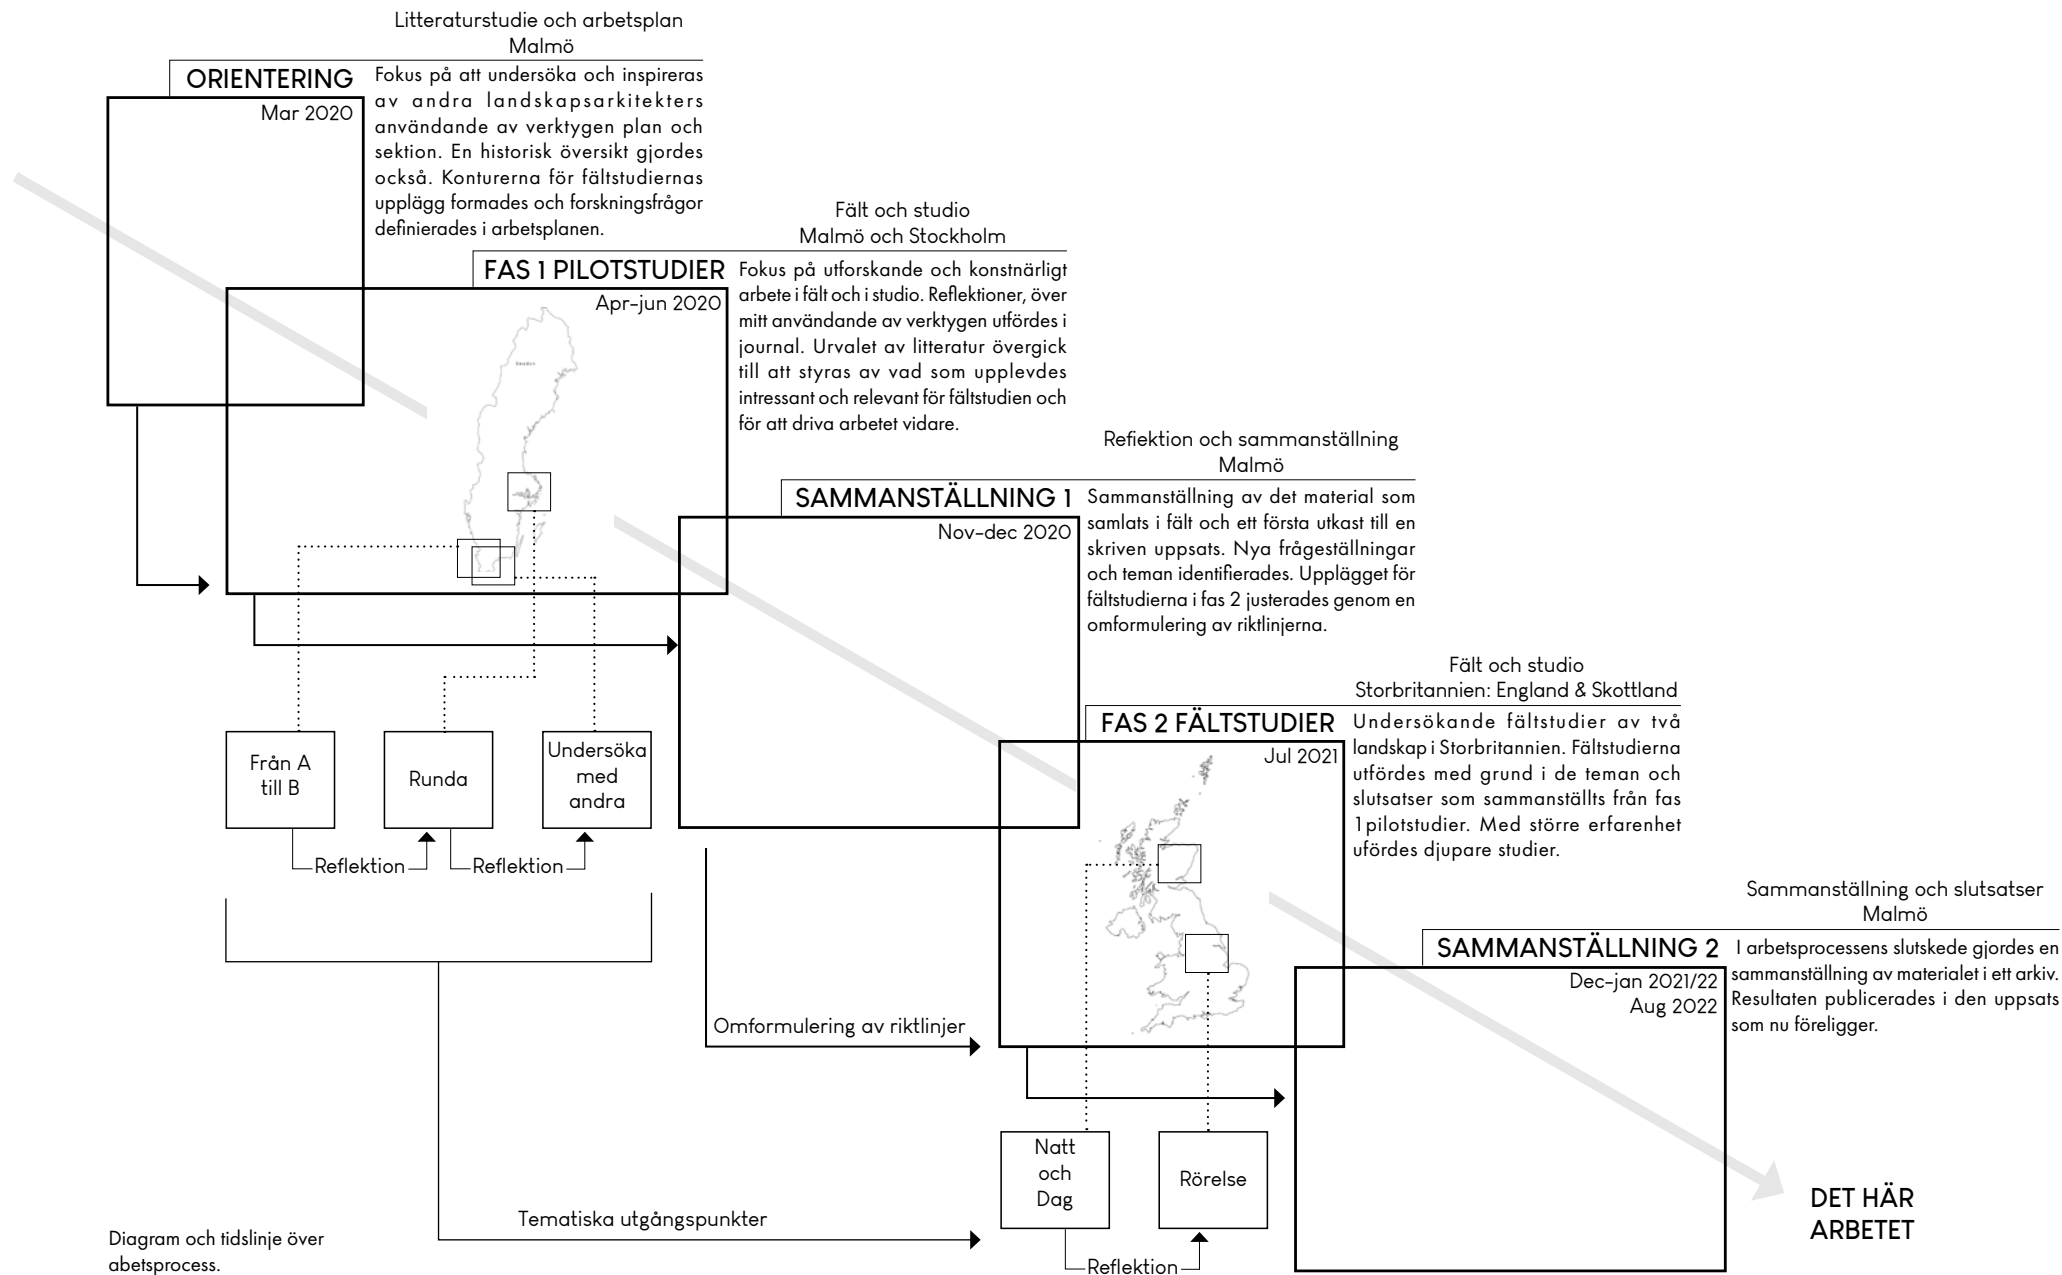 Litteraturstudie och arbetsplan
Malmö
ORIENTERING
Mar 2020
Fokus på att undersöka och inspireras
av andra landskapsarkitekters
användande av verktygen plan och
sektion. En historisk översikt gjordes
också. Konturerna för fältstudiernas
upplägg formades och forskningsfrågor
definierades i arbetsplanen.
Fält och studio
Malmö och Stockholm
FAS 1 PILOTSTUDIER
Apr-jun 2020
Fokus på utforskande och konstnärligt
arbete i fält och i studio. Reflektioner, över
mitt användande av verktygen utfördes i
journal. Urvalet av litteratur övergick
till att styras av vad som upplevdes
intressant och relevant för fältstudien och
för att driva arbetet vidare.
Sweden
Refiektion och sammanställning
Malmö
SAMMANSTÄLLNING 1
Nov-dec 2020
Sammanställning av det material som
samlats i fält och ett första utkast till en
skriven uppsats. Nya frågeställningar
och teman identifierades. Upplägget för
fältstudierna i fas 2 justerades genom en
omformulering av riktlinjerna.
Fält och studio
Storbritannien: England & Skottland
FAS 2 FÄLTSTUDIER
Jul 2021
Undersökande fältstudier av två
landskap i Storbritannien. Fältstudierna
utfördes med grund i de teman och
slutsatser som sammanställts från fas
1pilotstudier. Med större erfarenhet
ufördes djupare studier.
Från A
till B
Runda
Undersöka
med
andra
Reflektion
Reflektion
Sammanställning och slutsatser
Malmö
SAMMANSTÄLLNING 2
Dec-jan 2021/22
Aug 2022
I arbetsprocessens slutskede gjordes en
sammanställning av materialet i ett arkiv.
Resultaten publicerades i den uppsats
som nu föreligger.
Omformulering av riktlinjer
Natt
och
Dag
Rörelse
Reflektion
Tematiska utgångspunkter
DET HÄR
ARBETET
Diagram och tidslinje över
abetsprocess.